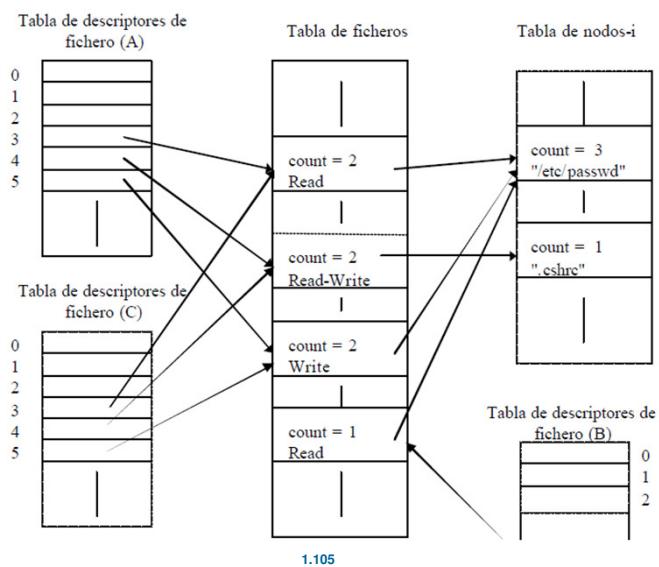 Tabla de descriptores de
fichero (A)
0
1
2
3
4
5
Tabla de descriptores de
fichero (C)
0
1
2
3
4
5
Tabla de ficheros
count = 2
Read
count = 2
Read-Write
count = 2
Write
count = 1
Read
Tabla de nodos-i
count = 3
"/etc/passwd"
count = 1
".cshrc"
Tabla de descriptores de
fichero (B)
0
1
2
1.105